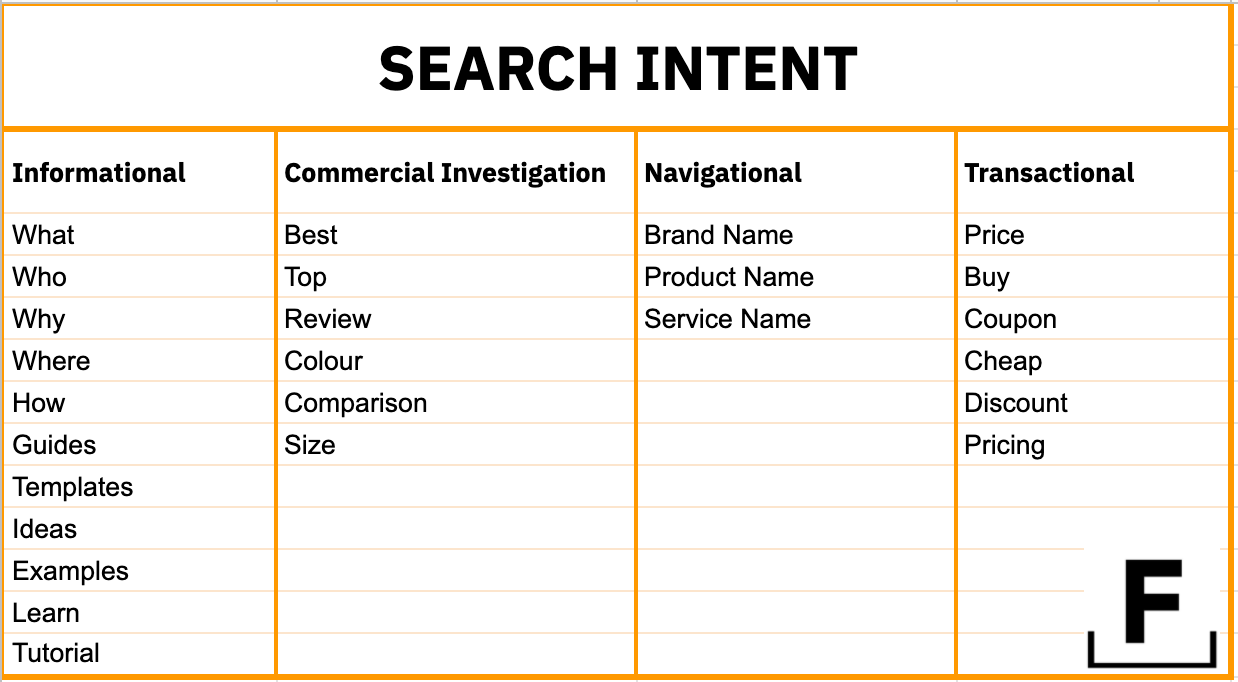 SEARCH INTENT
Informational Commercial Investigation Navigational Transactional
What Best Brand Name Price
Who Top Product Name Buy
Why Review Service Name Coupon
Where Colour Cheap
How Comparison Discount
Guides Size Pricing
Templates
Ideas
Examples
Learn
Tutorial
F